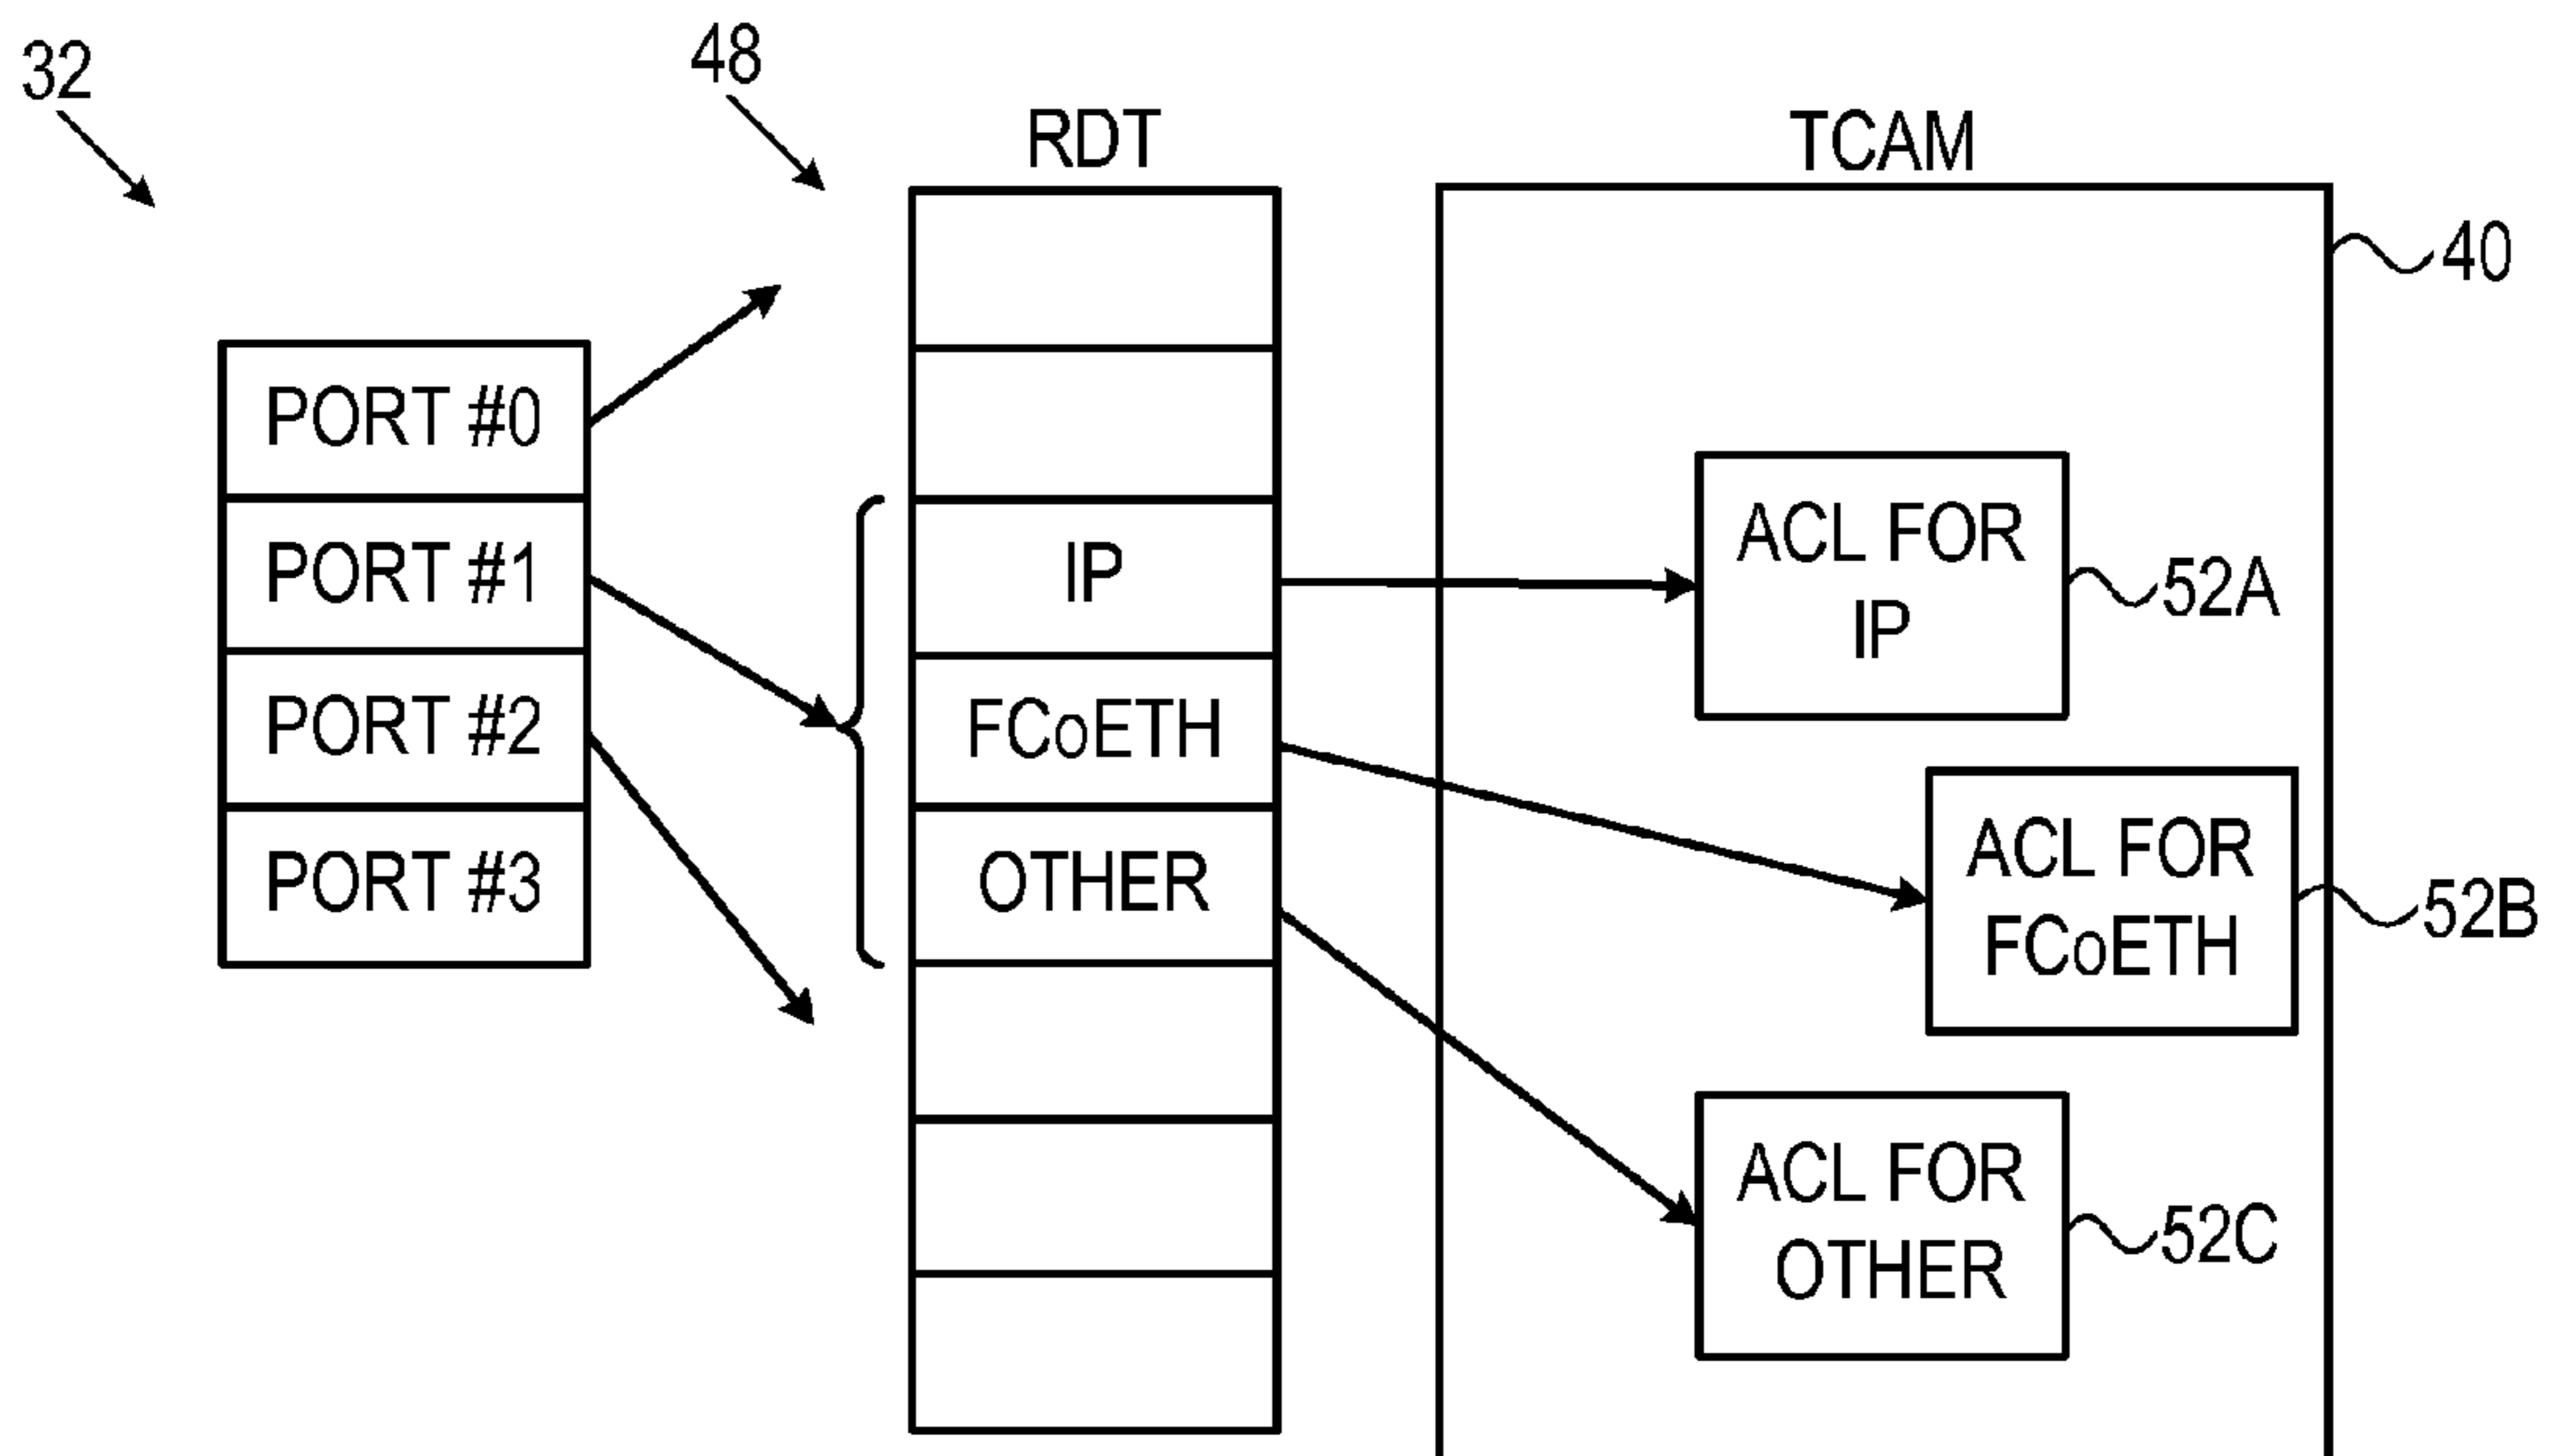 32
48
RDT
TCAM
40
PORT #0
PORT #1
PORT #2
PORT #3
IP
FCoETH
OTHER
ACL FOR
IP
52A
ACL FOR
FCoETH
52B
ACL FOR
OTHER
52C